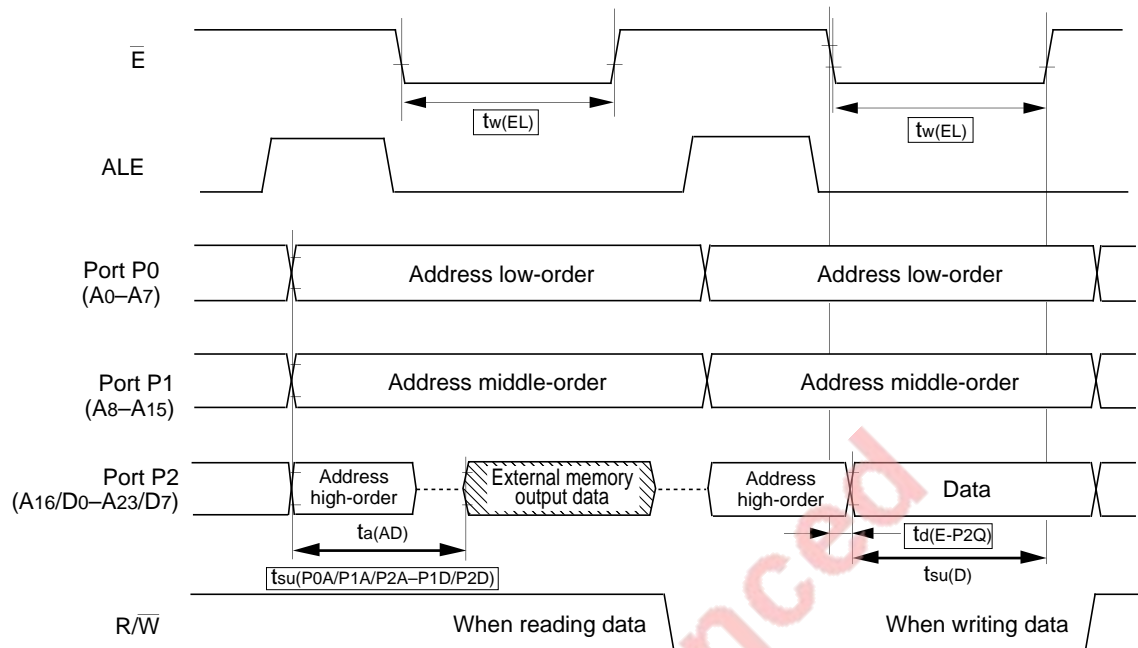 E
tw(EL)
tw(EL)
ALE
Port P0
(A0–A7)
Address low-order
Address low-order
Port P1
(A8–A15)
Address middle-order
Address middle-order
Port P2
(A16/D0–A23/D7)
Address
high-order
External memory
output data
Address
high-order
Data
ta(AD)
td(E-P2Q)
tsu(P0A/P1A/P2A–P1D/P2D)
tsu(D)
R/W
When reading data
When writing data